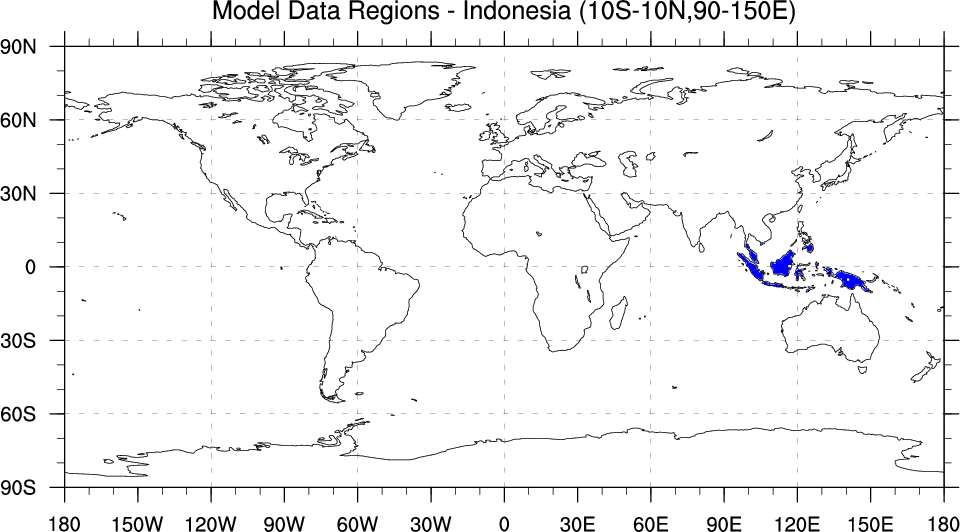 Model Data Regions - Indonesia (10S-10N,90-150E)
90N
60N
30N
0
30S
60S
90S
180 150W 120W 90W 60W 30W 0 30E 60E 90E 120E 150E 180